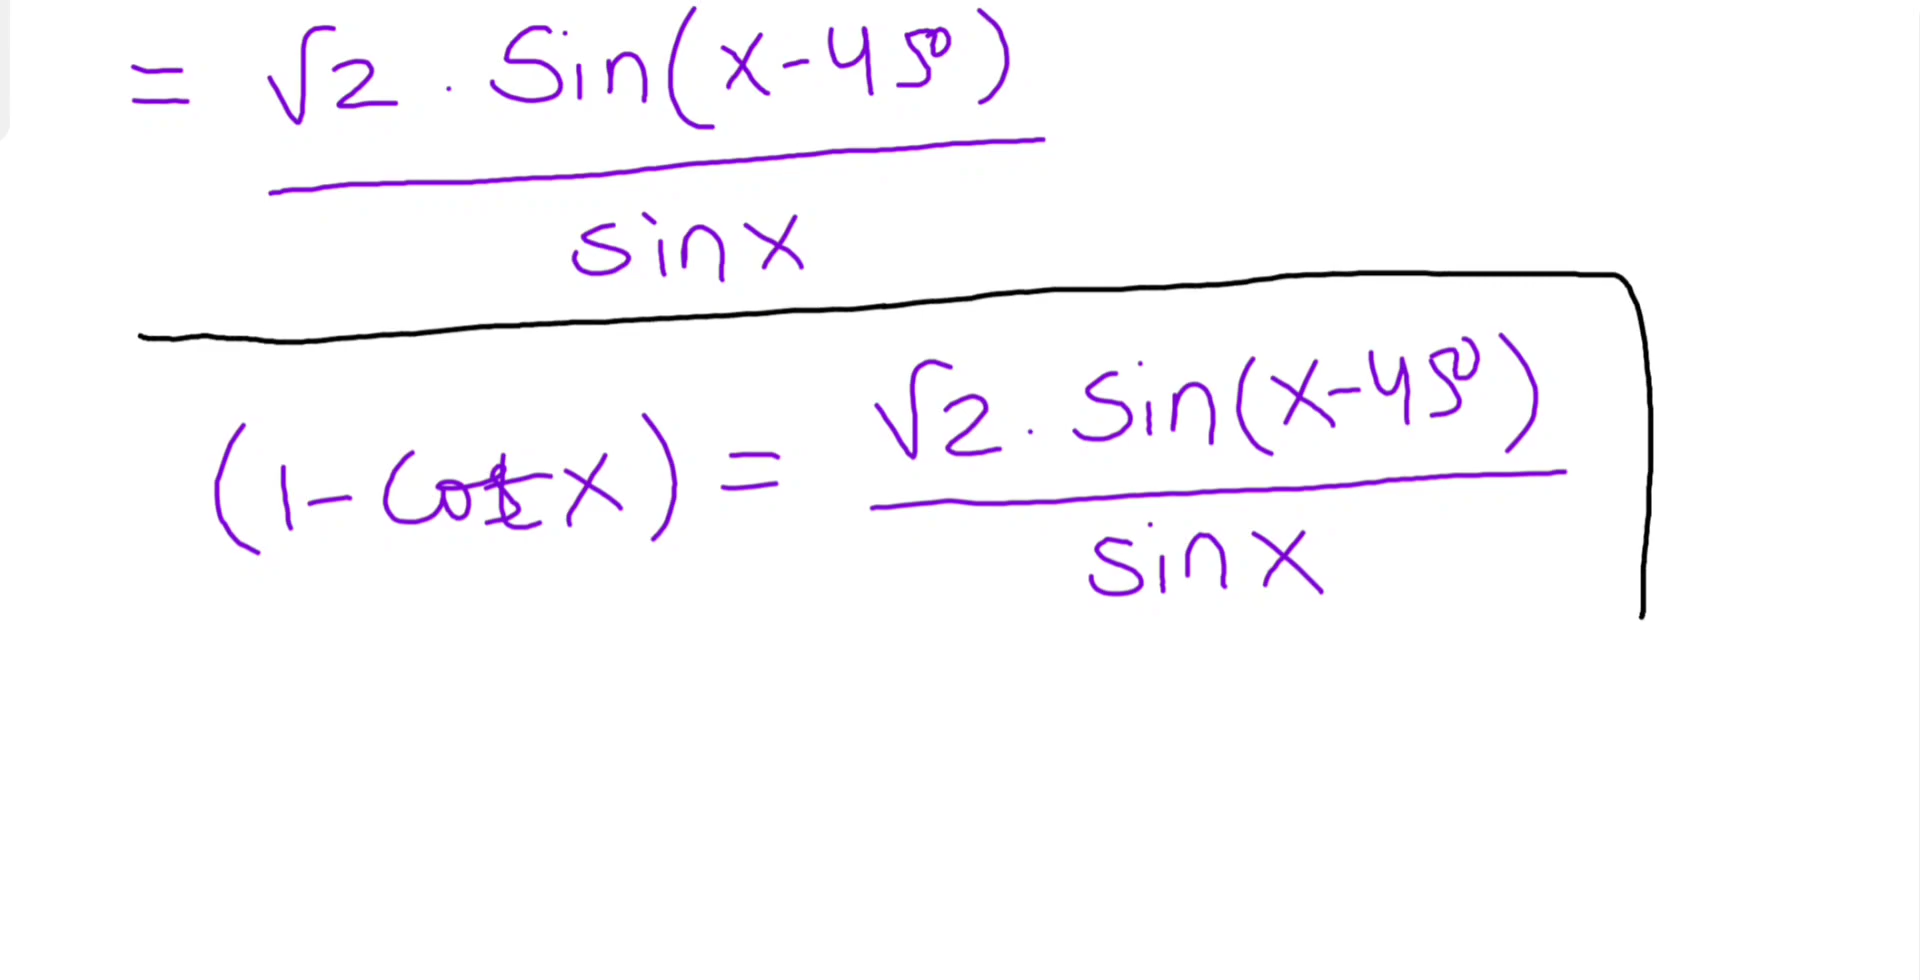 = √2 . Sin(x-45°)
sinx
(1-Cotx) = √2 . Sin(x-45°)
sinx